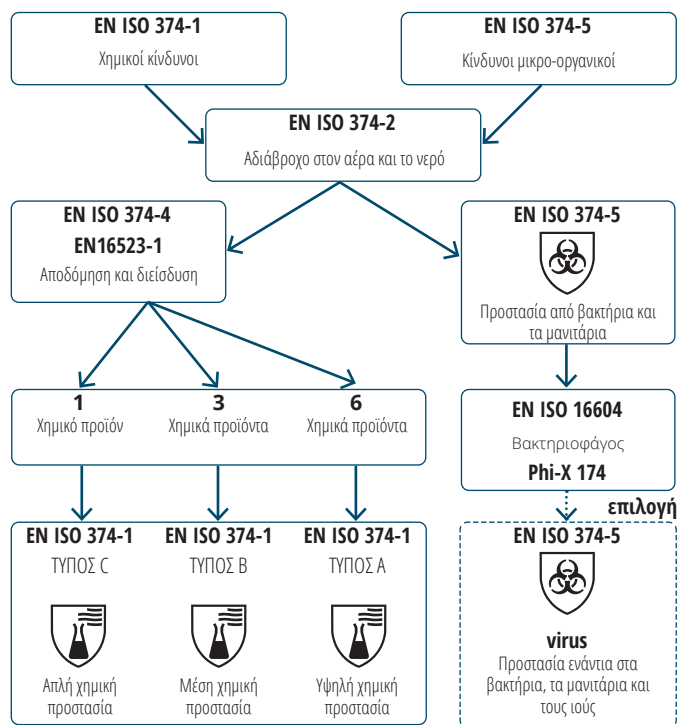 EN ISO 374-1
Χημικοί κίνδυνοι
EN ISO 374-5
Κίνδυνοι μικρο-οργανικοί
EN ISO 374-2
Αδιάβροχο στον αέρα και το νερό
EN ISO 374-4
EN16523-1
Αποδόμηση και διείσδυση
EN ISO 374-5
Προστασία από βακτήρια και
τα μανιτάρια
1
Χημικό προϊόν
3
Χημικά προϊόντα
6
Χημικά προϊόντα
EN ISO 16604
Βακτηριοφάγος
Phi-X 174
επιλογή
EN ISO 374-1
ΤΥΠΟΣ C
Απλή χημική
προστασία
EN ISO 374-1
ΤΥΠΟΣ B
Μέση χημική
προστασία
EN ISO 374-1
ΤΥΠΟΣ A
Υψηλή χημική
προστασία
EN ISO 374-5
virus
Προστασία ενάντια στα
βακτήρια, τα μανιτάρια και
τους ιούς